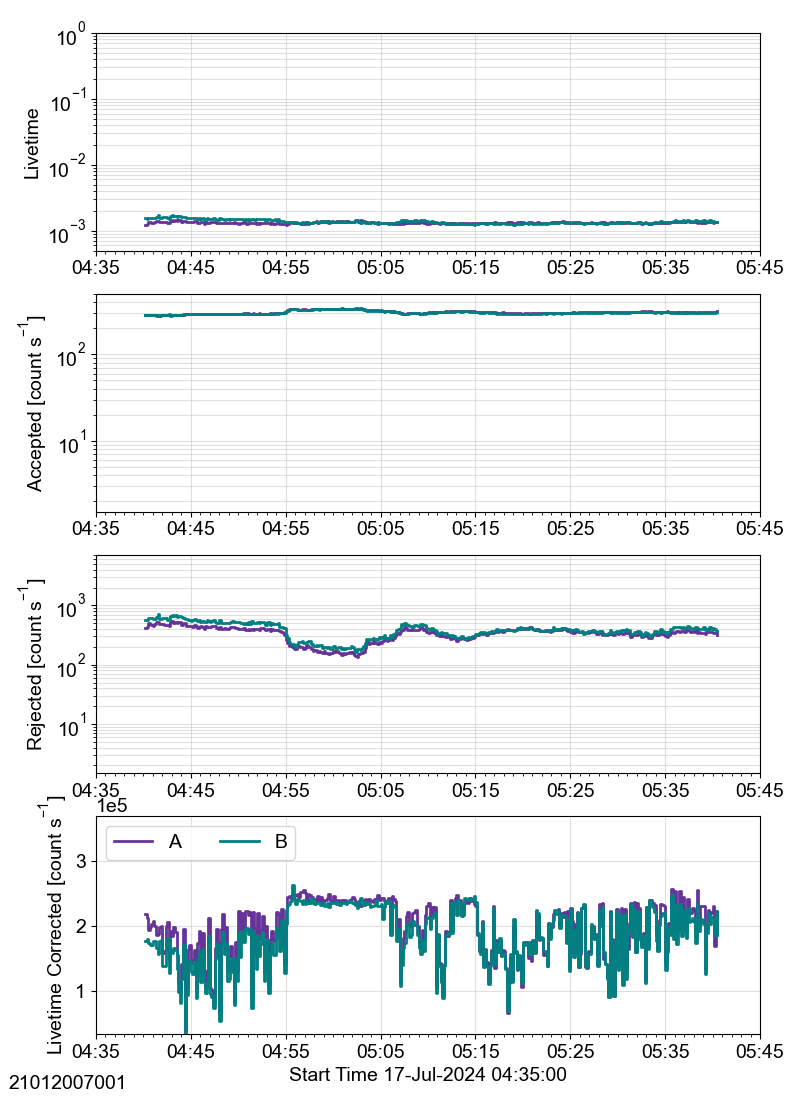 10^0
10^−1
10^−2
10^−3
Livetime
04:35 04:45 04:55 05:05 05:15 05:25 05:35 05:45
10^2
10^1
Accepted [count s^−1]
04:35 04:45 04:55 05:05 05:15 05:25 05:35 05:45
10^3
10^2
10^1
Rejected [count s^−1]
04:35 04:45 04:55 05:05 05:15 05:25 05:35 05:45
1e5
A B
3
2
1
Livetime Corrected [count s^−1]
04:35 04:45 04:55 05:05 05:15 05:25 05:35 05:45
Start Time 17-Jul-2024 04:35:00
21012007001